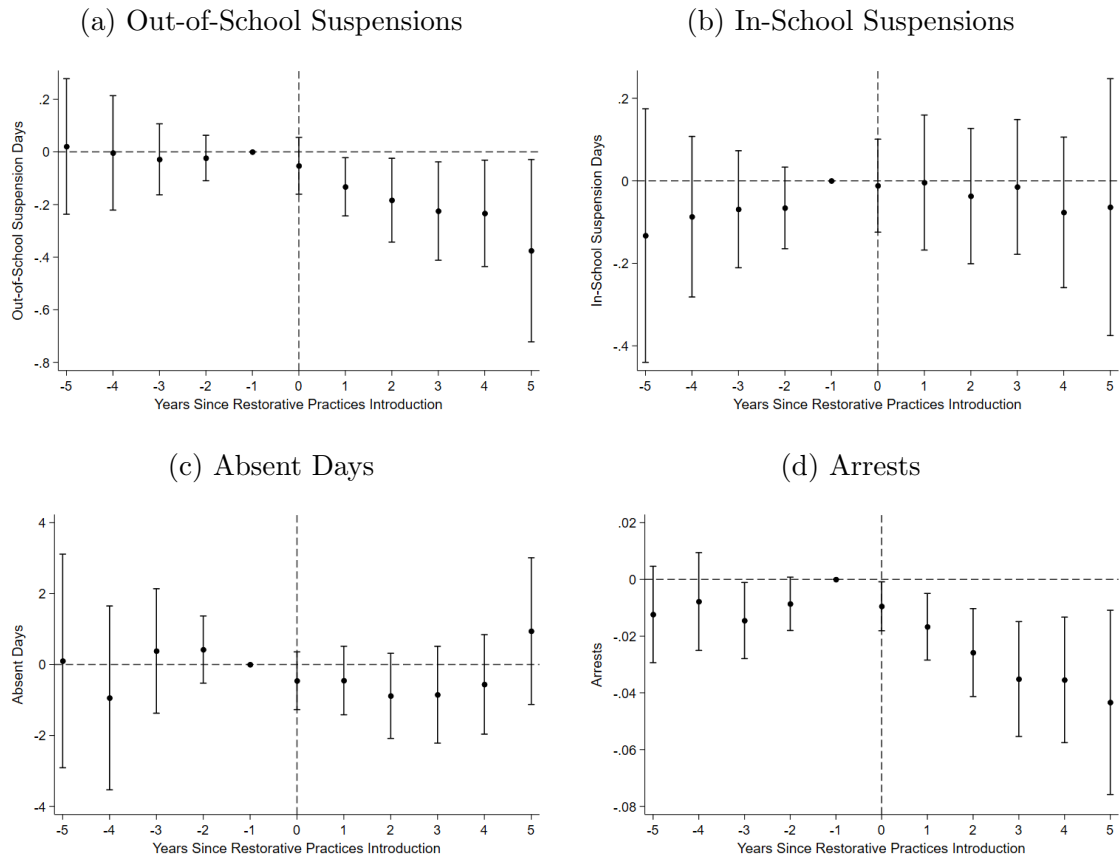 (a) Out-of-School Suspensions
.2
0
-.2
-.4
-.6
-.8
Out-of-School Suspension Days
-5 -4 -3 -2 -1 0 1 2 3 4 5
Years Since Restorative Practices Introduction
(b) In-School Suspensions
.2
0
-.2
-.4
In-School Suspension Days
-5 -4 -3 -2 -1 0 1 2 3 4 5
Years Since Restorative Practices Introduction
(c) Absent Days
4
2
0
-2
-4
Absent Days
-5 -4 -3 -2 -1 0 1 2 3 4 5
Years Since Restorative Practices Introduction
(d) Arrests
.02
0
-.02
-.04
-.06
-.08
Arrests
-5 -4 -3 -2 -1 0 1 2 3 4 5
Years Since Restorative Practices Introduction